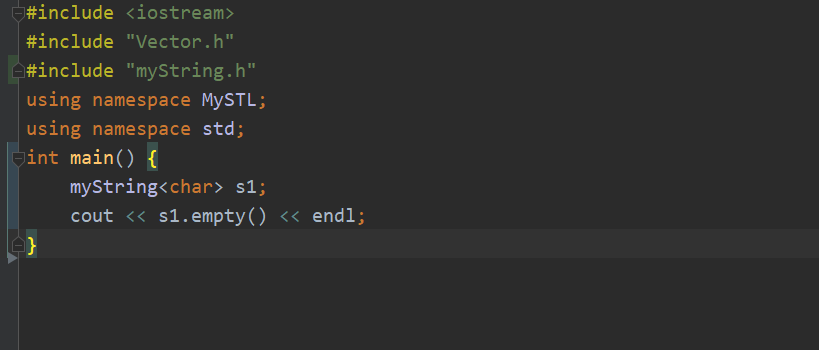 #include <iostream>
#include "Vector.h"
#include "myString.h"
using namespace MySTL;
using namespace std;
int main() {
    myString<char> s1;
    cout << s1.empty() << endl;
}